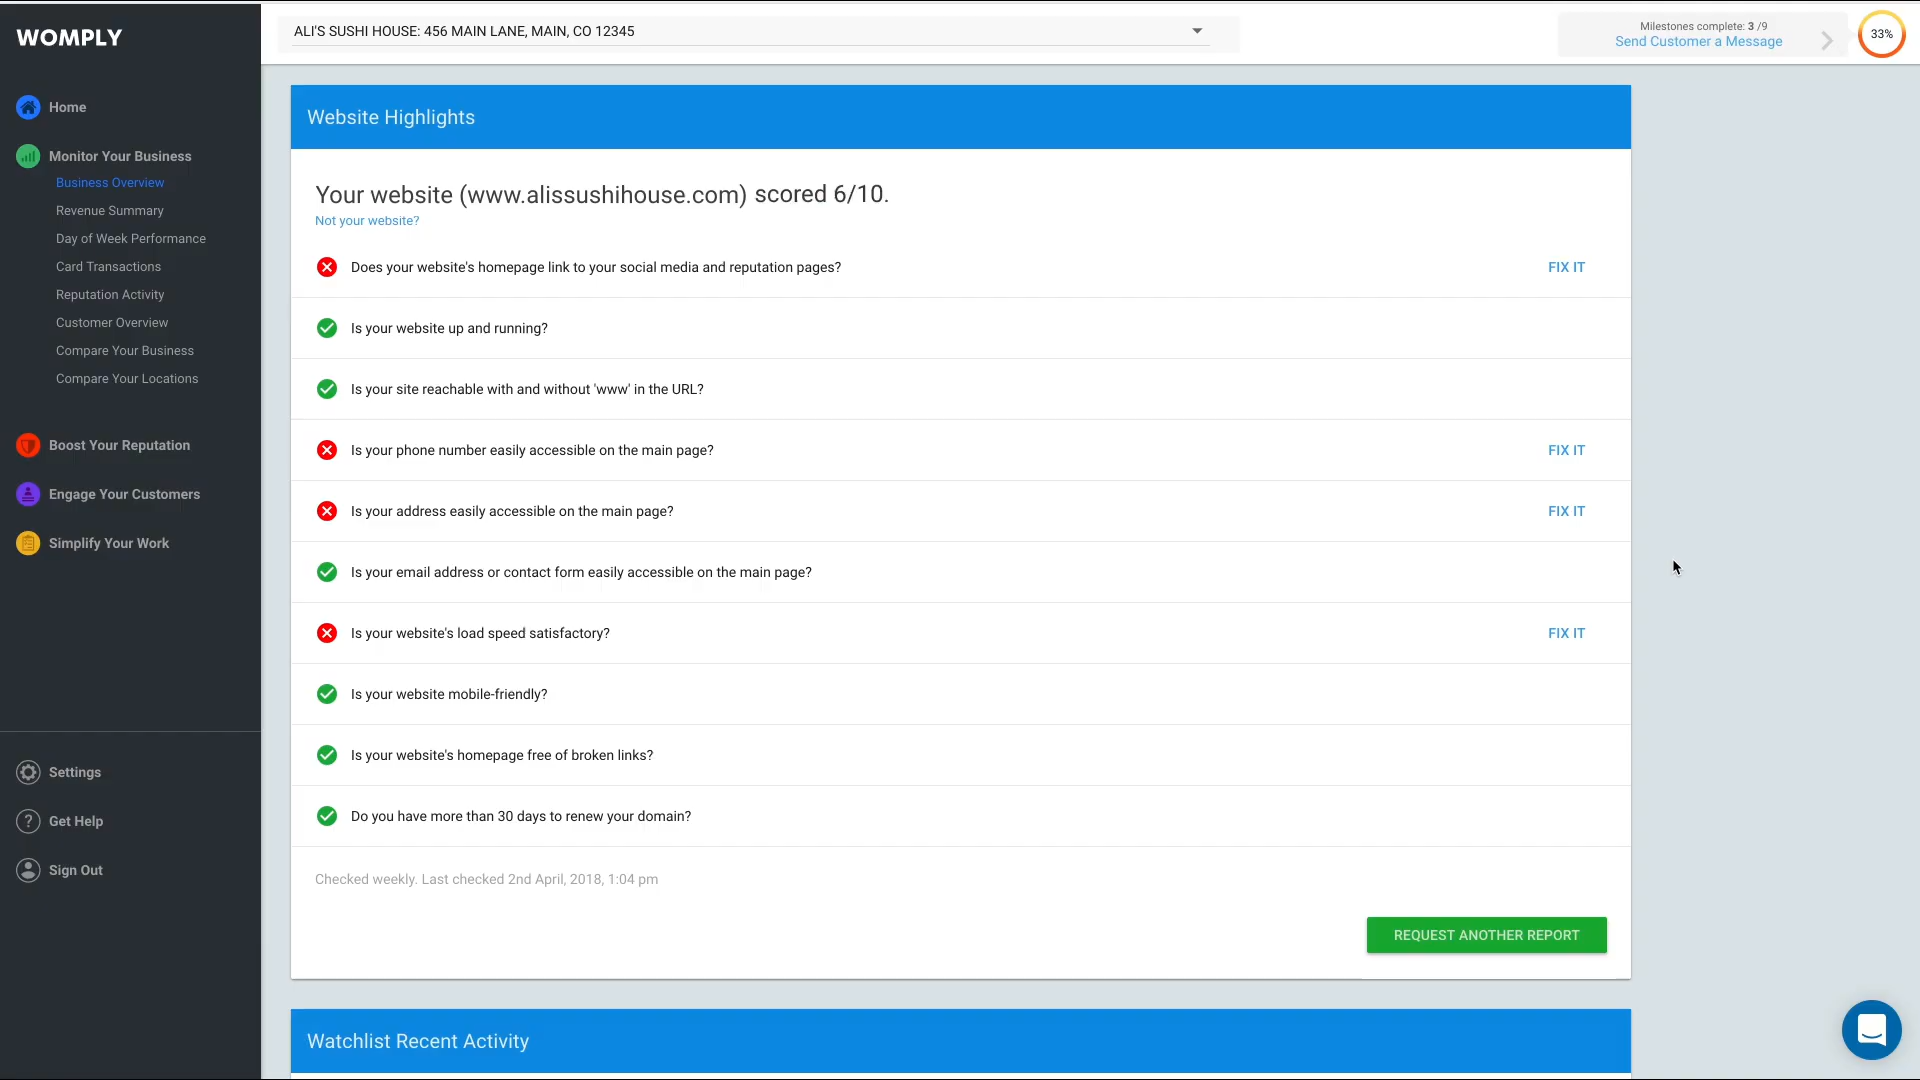 WOMPLY
ALI'S SUSHI HOUSE: 456 MAIN LANE, MAIN, CO 12345
Milestones complete: 3 /9
Send Customer a Message
33%
Home
Monitor Your Business
Business Overview
Revenue Summary
Day of Week Performance
Card Transactions
Reputation Activity
Customer Overview
Compare Your Business
Compare Your Locations
Boost Your Reputation
Engage Your Customers
Simplify Your Work
Settings
Get Help
Sign Out
Website Highlights
Your website (www.alissushihouse.com) scored 6/10.
Not your website?
Does your website's homepage link to your social media and reputation pages? FIX IT
Is your website up and running?
Is your site reachable with and without 'www' in the URL?
Is your phone number easily accessible on the main page? FIX IT
Is your address easily accessible on the main page? FIX IT
Is your email address or contact form easily accessible on the main page?
Is your website's load speed satisfactory? FIX IT
Is your website mobile-friendly?
Is your website's homepage free of broken links?
Do you have more than 30 days to renew your domain?
Checked weekly. Last checked 2nd April, 2018, 1:04 pm
REQUEST ANOTHER REPORT
Watchlist Recent Activity